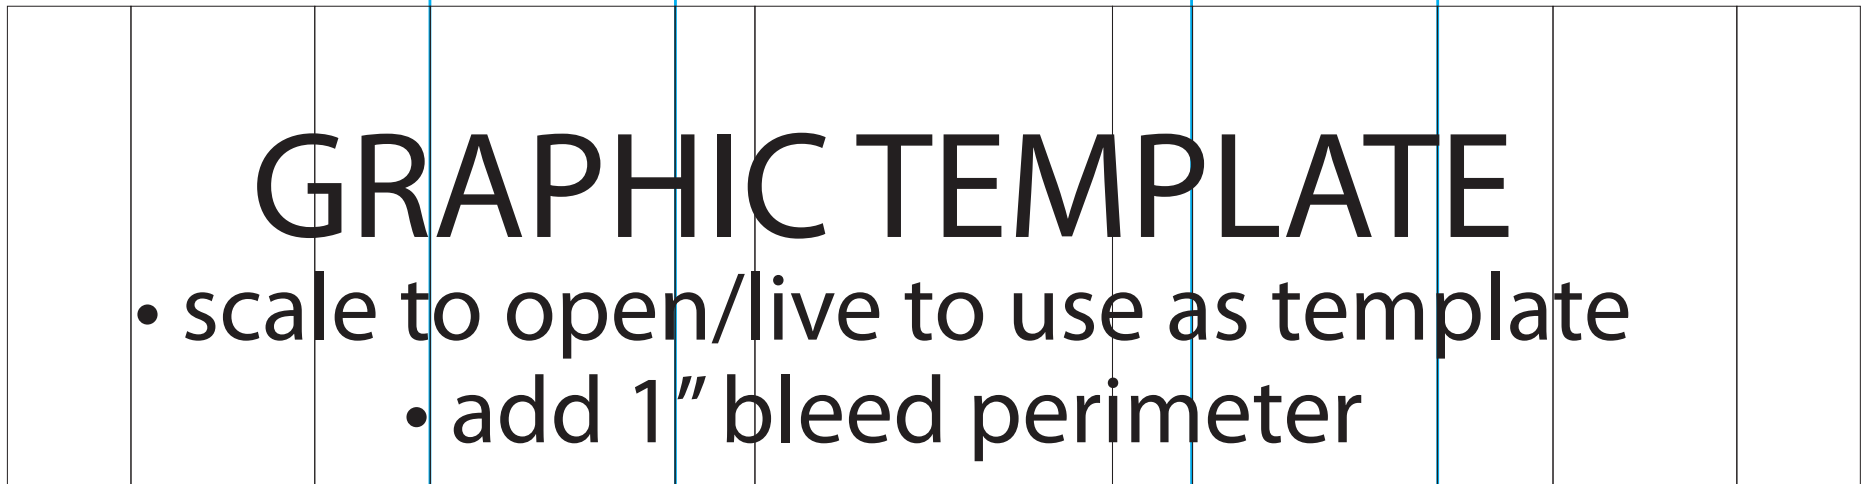 GRAPHIC TEMPLATE
• scale to open/live to use as template
• add 1” bleed perimeter